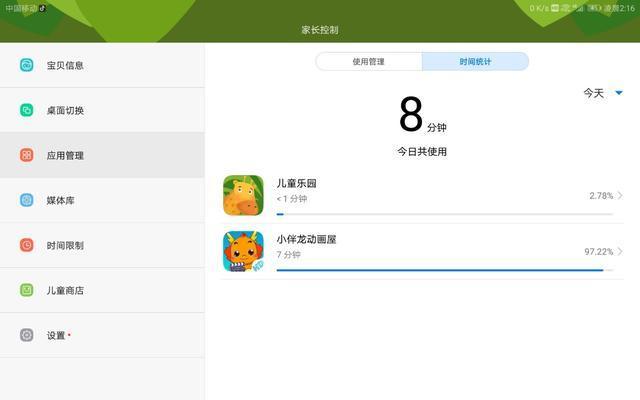 中国移动
0 K/s
凌晨2:16
家长控制
宝贝信息
桌面切换
应用管理
媒体库
时间限制
儿童商店
设置
使用管理
时间统计
今天
8 分钟
今日共使用
儿童乐园
< 1 分钟
2.78%
小伴龙动画屋
7 分钟
97.22%
HD